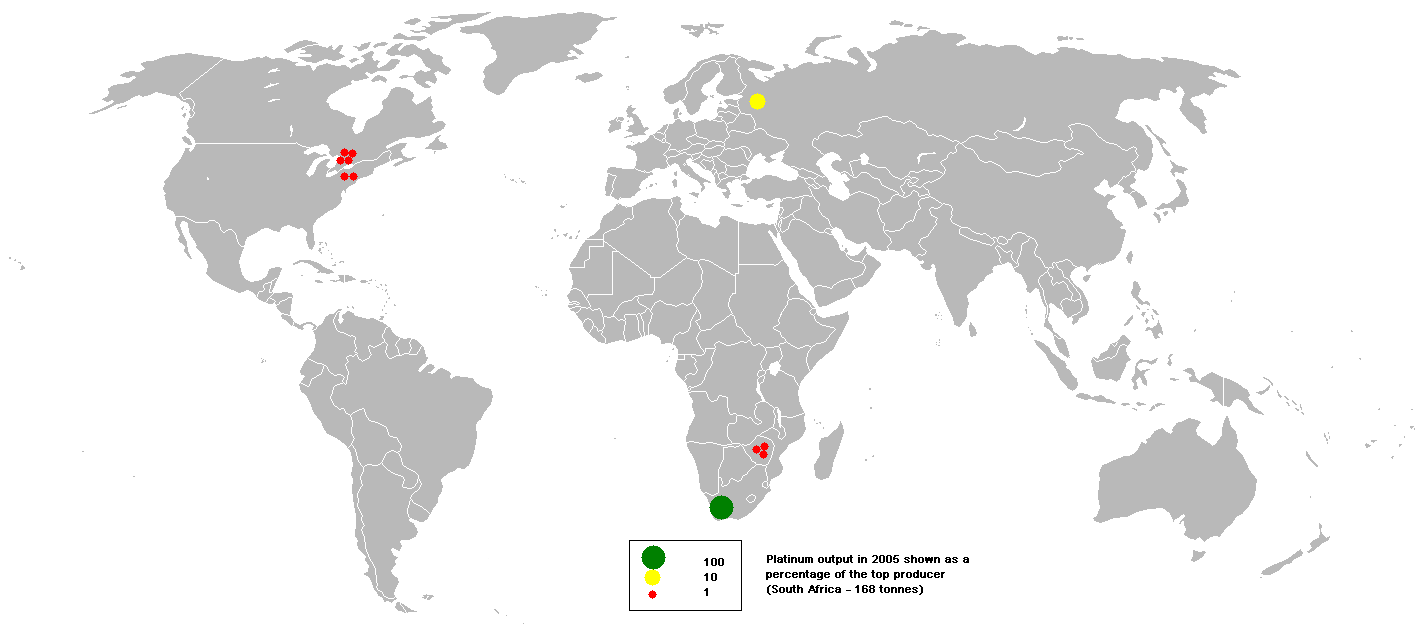 100
10
1
Platinum output in 2005 shown as a
percentage of the top producer
(South Africa - 168 tonnes)